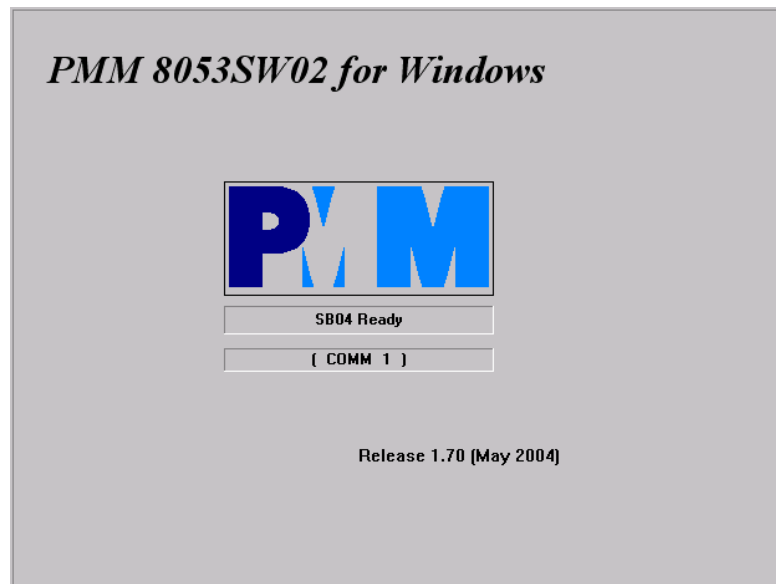 PMM 8053SW02 for Windows
PMM
SB04 Ready
( COMM 1 )
Release 1.70 (May 2004)